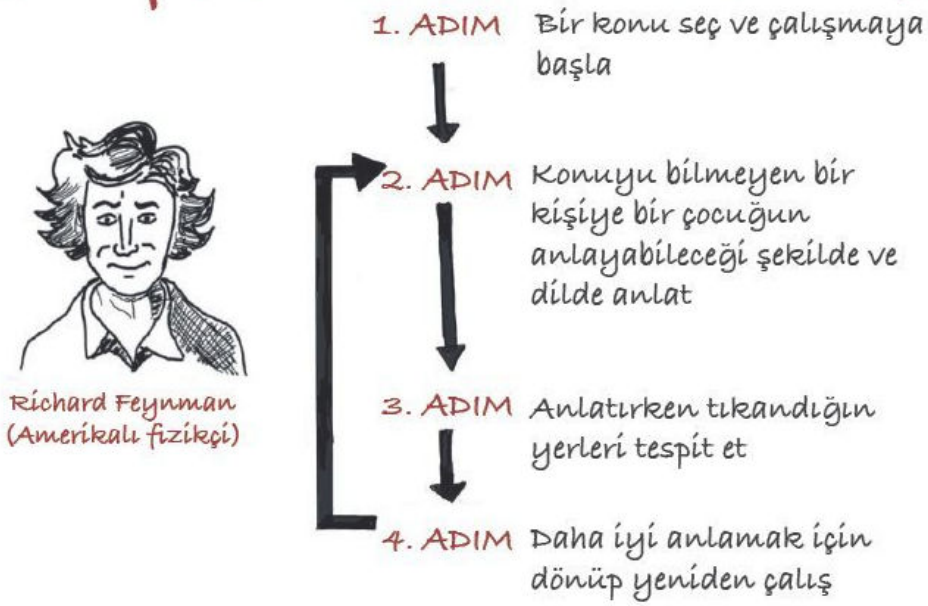 1. ADIM Bir konu seç ve çalışmaya
başla
2. ADIM Konuyu bilmeyen bir
kişiye bir çocuğun
anlayabileceği şekilde ve
dilde anlat
Richard Feynman
(Amerikalı fizikçi)
3. ADIM Anlatırken tıkandığın
yerleri tespit et
4. ADIM Daha iyi anlamak için
dönüp yeniden çalış